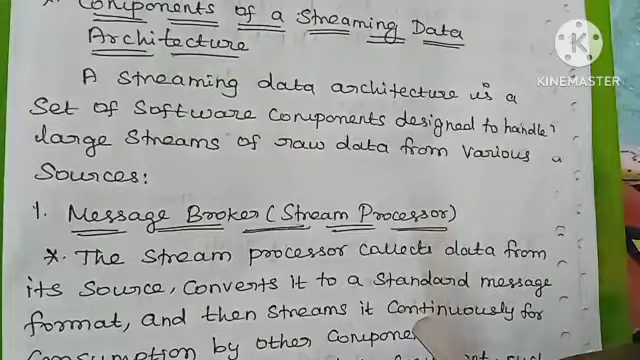 * Components of a Streaming Data
Architecture
A Streaming data architecture is a
Set of Software Components designed to handle
large Streams of raw data from various
Sources:
1. Message Broker (Stream Processor)
*. The Stream processor collects data from
its Source, Converts it to a Standard message
format, and then Streams it Continuously for
Consumption by other
K
KINEMASTER